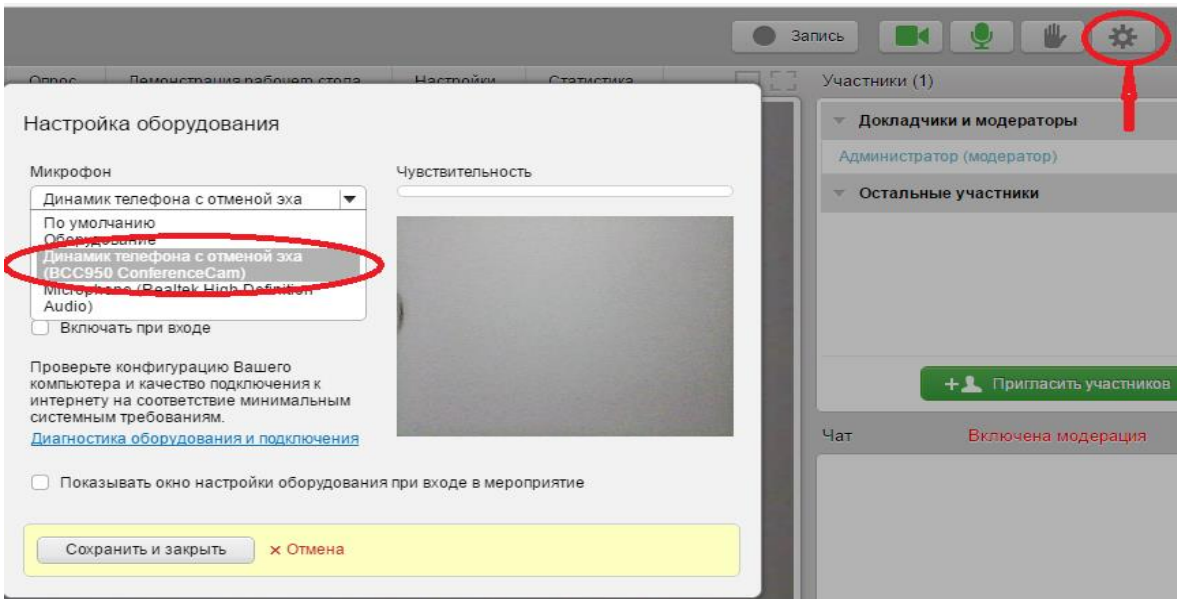 Запись
Опрос Демонстрация рабочего стола Настройки Статистика
Участники (1)
Докладчики и модераторы
Администратор (модератор)
Остальные участники
Пригласить участников
Чат Включена модерация
Настройка оборудования
Микрофон
Динамик телефона с отменой эха
По умолчанию
Оборудование
Динамик телефона с отменой эха
(BCC950 ConferenceCam)
Microphone (Realtek High Definition
Audio)
Включать при входе
Чувствительность
Проверьте конфигурацию Вашего
компьютера и качество подключения к
интернету на соответствие минимальным
системным требованиям.
Диагностика оборудования и подключения
Показывать окно настройки оборудования при входе в мероприятие
Сохранить и закрыть × Отмена